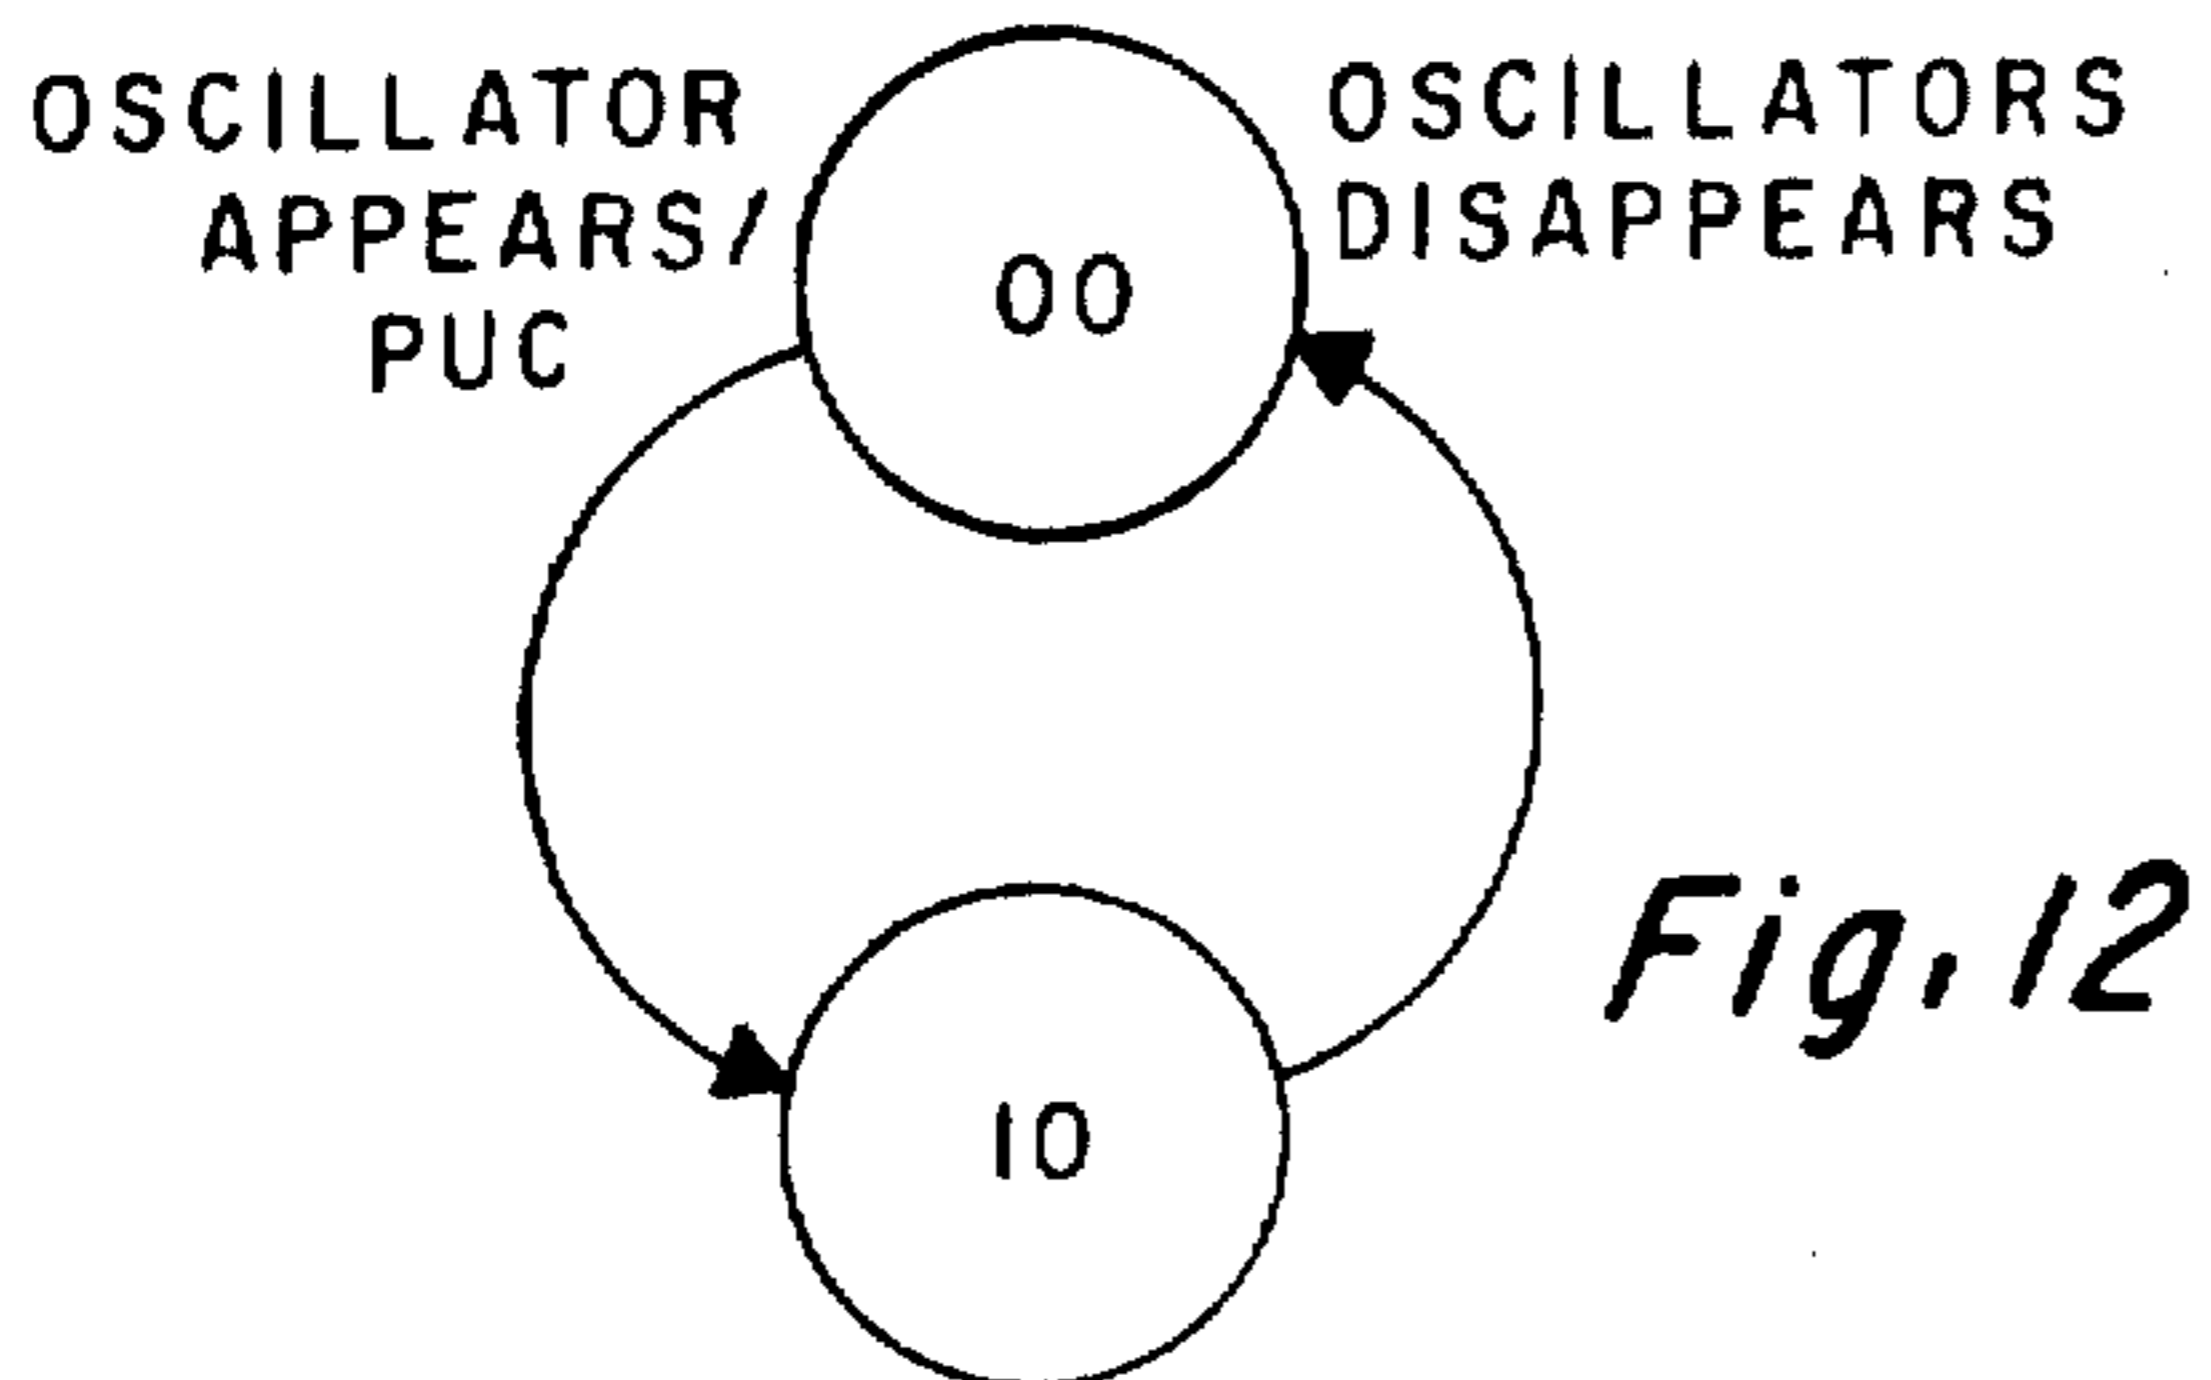 OSCILLATOR
APPEARS/
PUC
OSCILLATORS
DISAPPEARS
00
10
Fig. 12